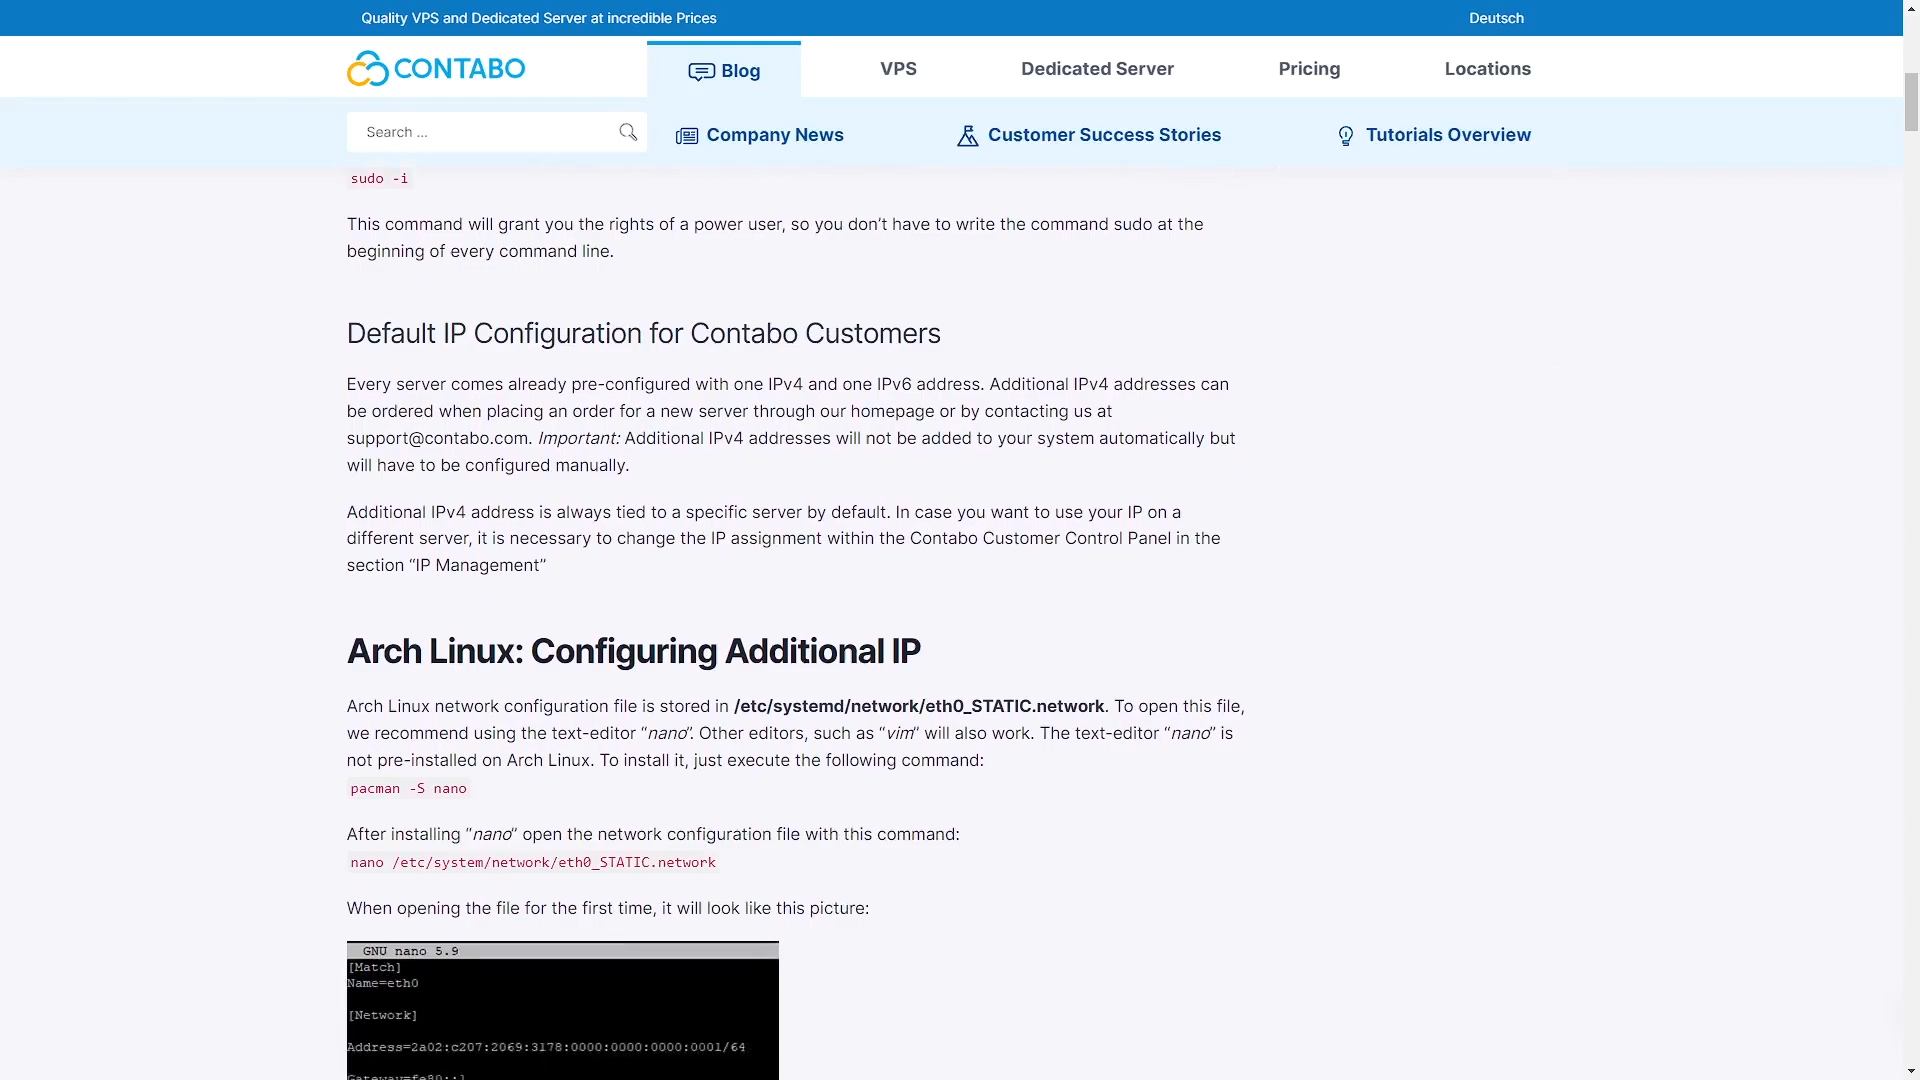 Quality VPS and Dedicated Server at incredible Prices
Deutsch
CONTABO
Blog
VPS
Dedicated Server
Pricing
Locations
Search ...
Company News
Customer Success Stories
Tutorials Overview
sudo -i
This command will grant you the rights of a power user, so you don’t have to write the command sudo at the
beginning of every command line.
Default IP Configuration for Contabo Customers
Every server comes already pre-configured with one IPv4 and one IPv6 address. Additional IPv4 addresses can
be ordered when placing an order for a new server through our homepage or by contacting us at
support@contabo.com. Important: Additional IPv4 addresses will not be added to your system automatically but
will have to be configured manually.
Additional IPv4 address is always tied to a specific server by default. In case you want to use your IP on a
different server, it is necessary to change the IP assignment within the Contabo Customer Control Panel in the
section “IP Management”
Arch Linux: Configuring Additional IP
Arch Linux network configuration file is stored in /etc/systemd/network/eth0_STATIC.network. To open this file,
we recommend using the text-editor “nano”. Other editors, such as “vim” will also work. The text-editor “nano” is
not pre-installed on Arch Linux. To install it, just execute the following command:
pacman -S nano
After installing “nano” open the network configuration file with this command:
nano /etc/system/network/eth0_STATIC.network
When opening the file for the first time, it will look like this picture:
GNU nano 5.9
[Match]
Name=eth0
[Network]
Address=2a02:c207:2069:3178:0000:0000:0000:0001/64
Gateway=fe80::1